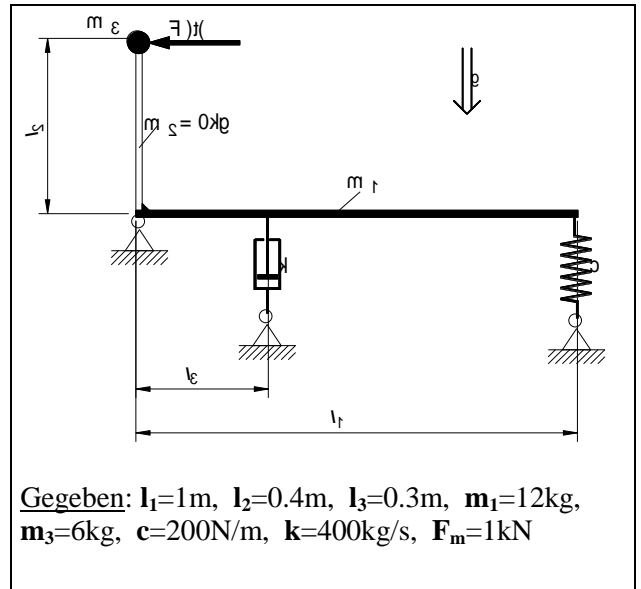 m₃
F(t)
g
l₂
m₂ = 0kg
m₁
k
c
l₃
l₁
Gegeben: l₁=1m, l₂=0.4m, l₃=0.3m, m₁=12kg,
m₃=6kg, c=200N/m, k=400kg/s, Fₘ=1kN